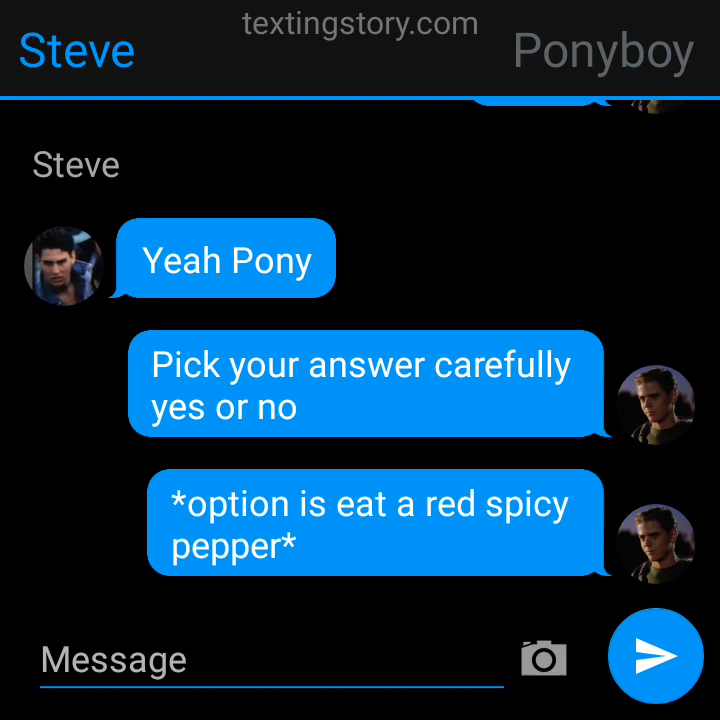 textingstory.com
Steve
Ponyboy
Steve
Yeah Pony
Pick your answer carefully
yes or no
*option is eat a red spicy
pepper*
Message